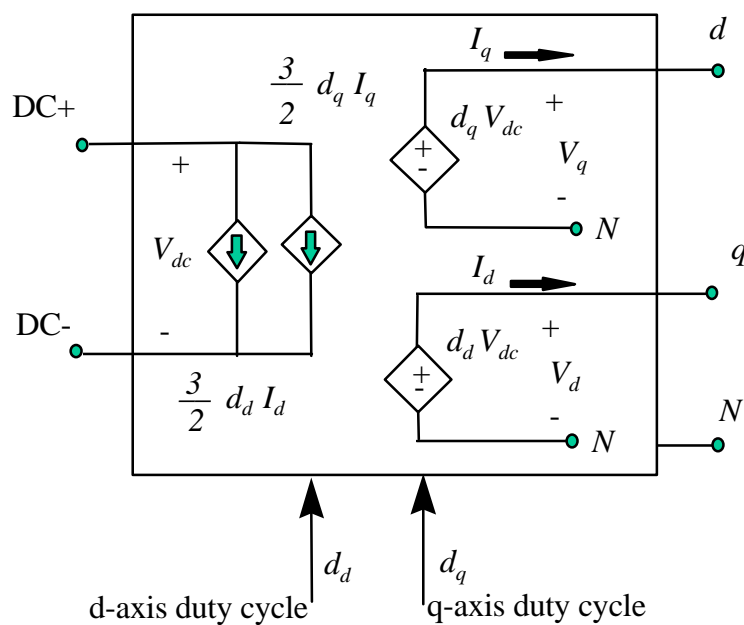 DC+
3/2 d_q I_q
+
V_dc
-
DC-
3/2 d_d I_d
I_q
d
d_q V_dc
+
-
+
V_q
-
N
I_d
q
d_d V_dc
+
-
+
V_d
-
N
N
d_d
d_q
d-axis duty cycle
q-axis duty cycle